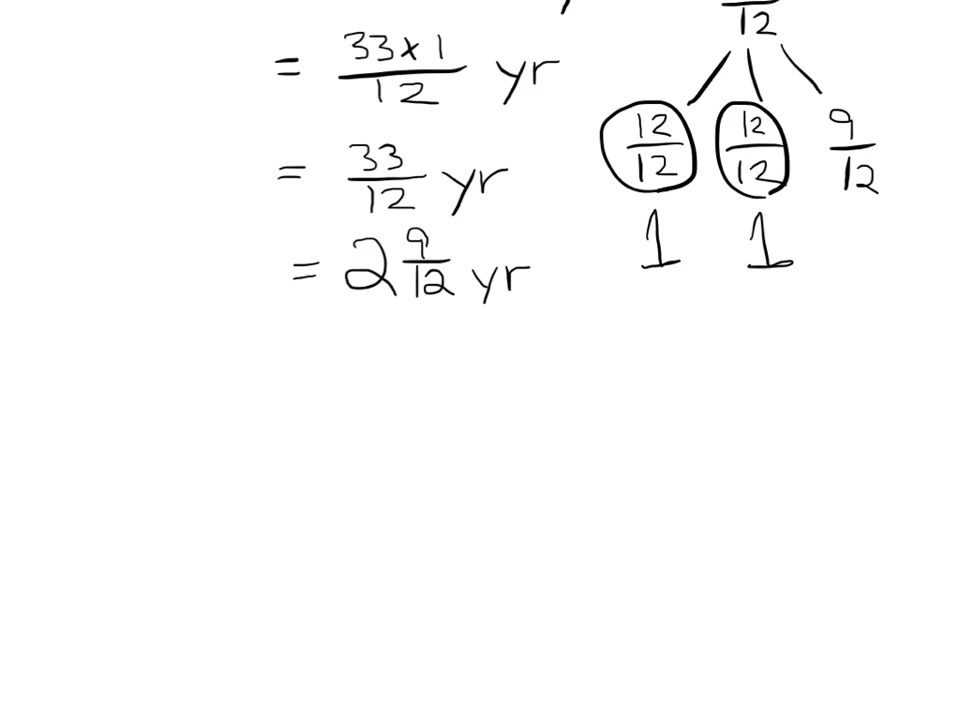 = 33 × 1 / 12 yr
= 33/12 yr
= 2 9/12 yr
12
12/12 12/12 9/12
1 1